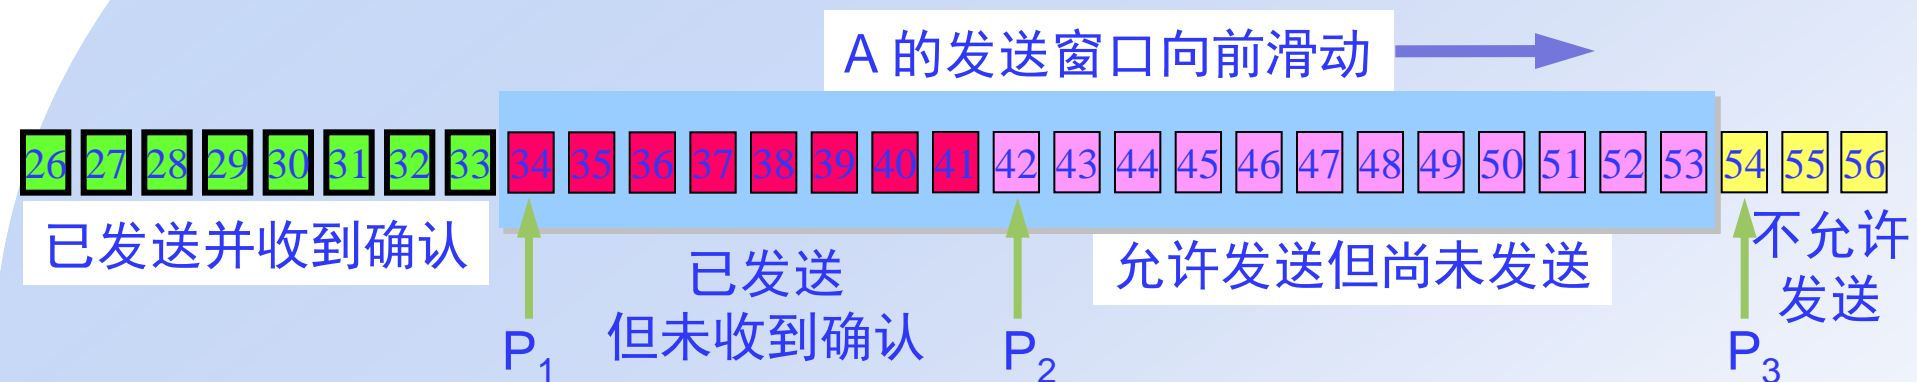 A 的发送窗口向前滑动
26 27 28 29 30 31 32 33 34 35 36 37 38 39 40 41 42 43 44 45 46 47 48 49 50 51 52 53 54 55 56
已发送并收到确认
已发送
但未收到确认
允许发送但尚未发送
不允许
发送
P1
P2
P3